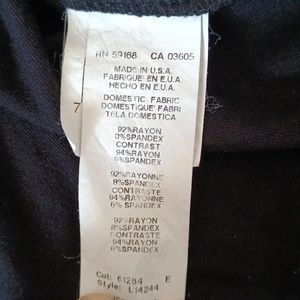 RN 59168 CA 03605
MADE IN U.S.A.
FABRIQUE' EN E.U.A.
HECHO EN E.U.A.
DOMESTIC. FABRIC
DOMESTIQUE' FABRI
TELA DOMESTICA
7
92%RAYON
8%SPANDEX
CONTRAST
94%RAYON
6%SPANDEX
92%RAYONNE
8%SPANDEX
CONTRASTE
94%RAYONNE
6% SPANDEX
92%RAYON
8%SPANDEX
CONTRASTE
94%RAYON
6%SPANDEX
Cut: 61284 E
Style: L14244